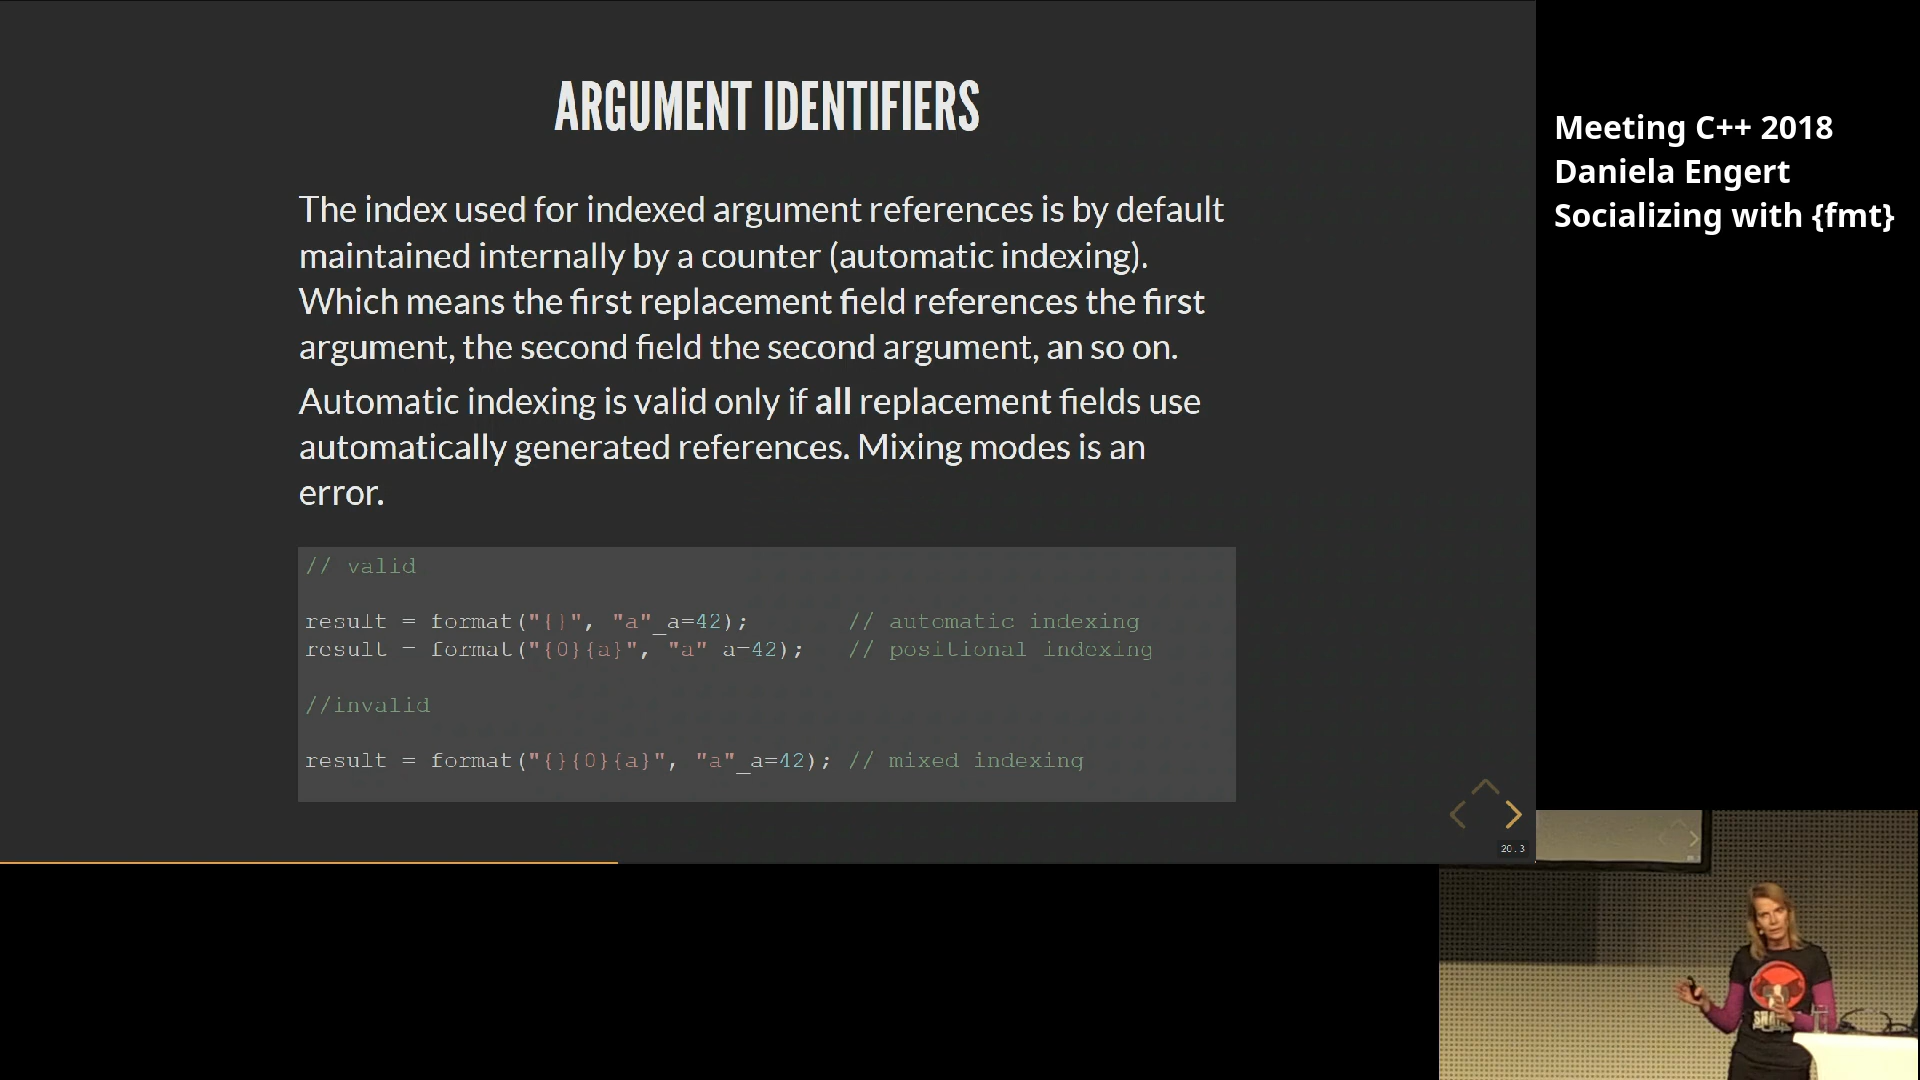 ARGUMENT IDENTIFIERS
The index used for indexed argument references is by default
maintained internally by a counter (automatic indexing).
Which means the first replacement field references the first
argument, the second field the second argument, an so on.
Automatic indexing is valid only if all replacement fields use
automatically generated references. Mixing modes is an
error.
// valid
result = format("{}", "a"_a=42); // automatic indexing
result = format("{0}{a}", "a" a=42); // positional indexing
//invalid
result = format("{}{0}{a}", "a"_a=42); // mixed indexing
20.3
Meeting C++ 2018
Daniela Engert
Socializing with {fmt}